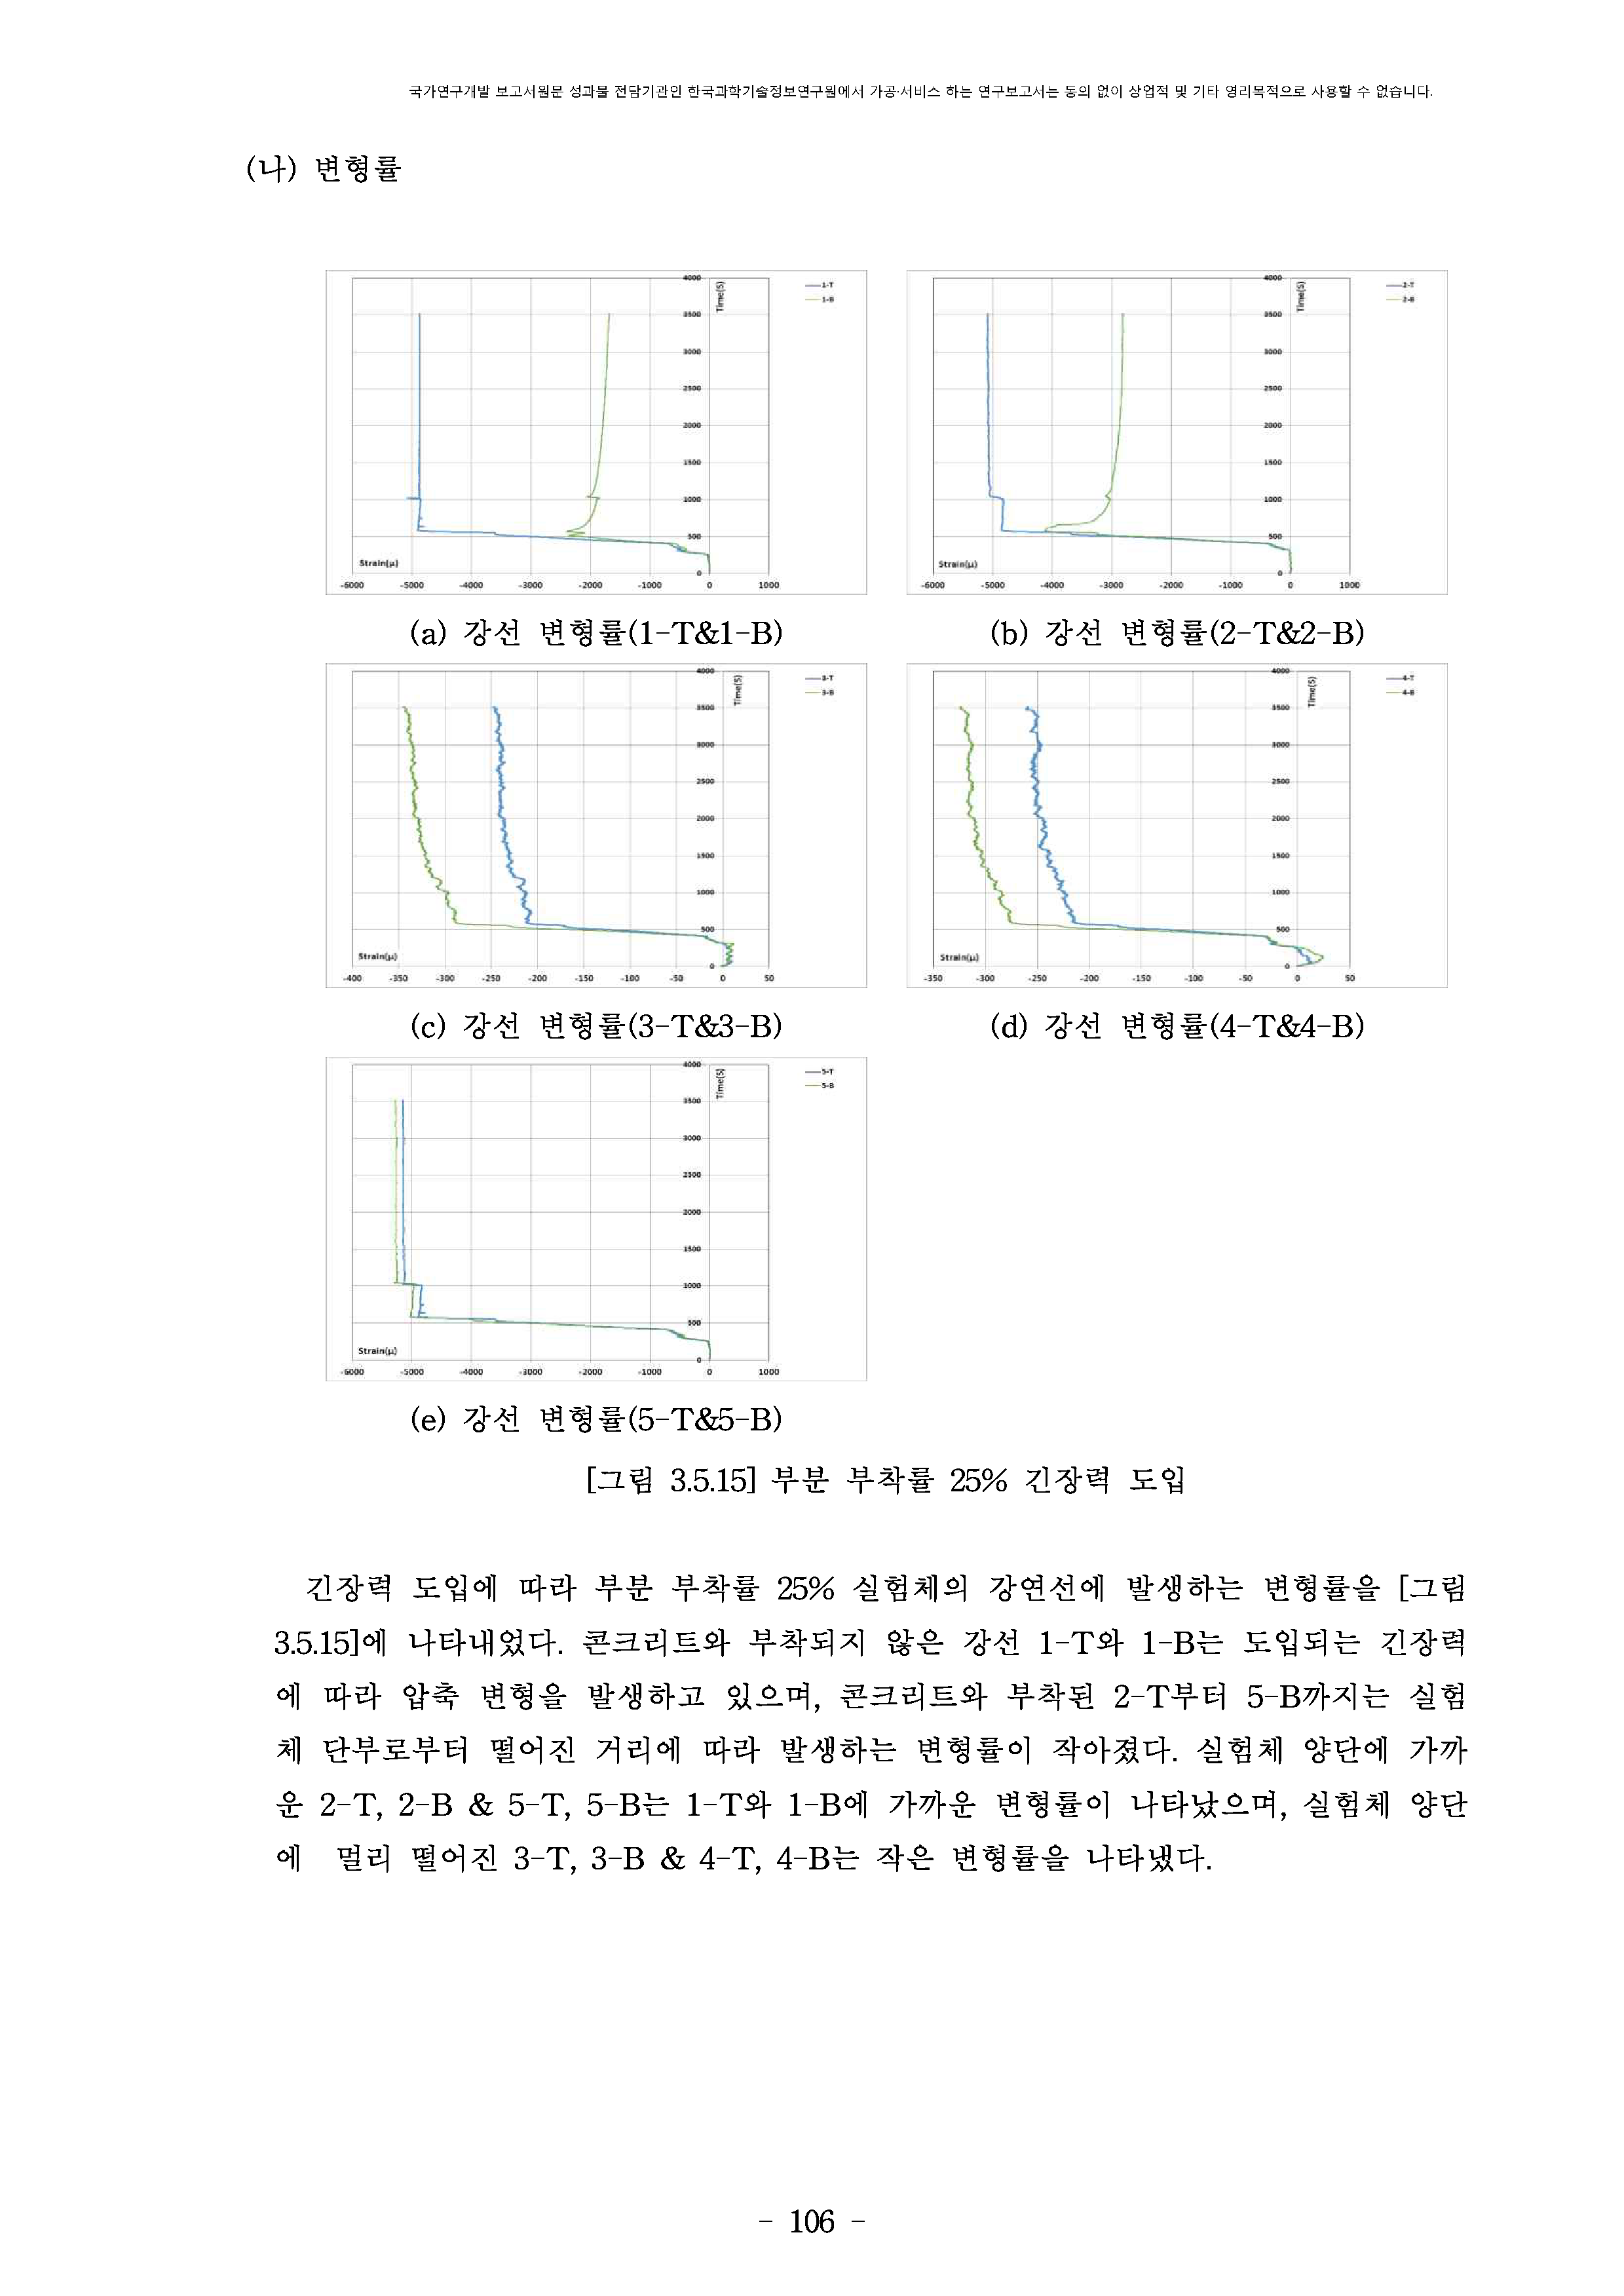 국가연구개발 보고서원문 성과물 전담기관인 한국과학기술정보연구원에서 가공·서비스 하는 연구보고서는 동의 없이 상업적 및 기타 영리목적으로 사용할 수 없습니다.
(나) 변형률
4000
3500
3000
2500
2000
1500
1000
500
0
Time(S)
Strain(μ)
-6000 -5000 -4000 -3000 -2000 -1000 0 1000
1-T
1-B
4000
3500
3000
2500
2000
1500
1000
500
0
Time(S)
Strain(μ)
-6000 -5000 -4000 -3000 -2000 -1000 0 1000
2-T
2-B
(a) 강선 변형률(1-T&1-B)
(b) 강선 변형률(2-T&2-B)
4000
3500
3000
2500
2000
1500
1000
500
0
Time(S)
Strain(μ)
-400 -350 -300 -250 -200 -150 -100 -50 0 50
3-T
3-B
4000
3500
3000
2500
2000
1500
1000
500
0
Time(S)
Strain(μ)
-350 -300 -250 -200 -150 -100 -50 0 50
4-T
4-B
(c) 강선 변형률(3-T&3-B)
(d) 강선 변형률(4-T&4-B)
4000
3500
3000
2500
2000
1500
1000
500
0
Time(S)
Strain(μ)
-6000 -5000 -4000 -3000 -2000 -1000 0 1000
5-T
5-B
(e) 강선 변형률(5-T&5-B)
[그림 3.5.15] 부분 부착률 25% 긴장력 도입
긴장력 도입에 따라 부분 부착률 25% 실험체의 강연선에 발생하는 변형률을 [그림
3.5.15]에 나타내었다. 콘크리트와 부착되지 않은 강선 1-T와 1-B는 도입되는 긴장력
에 따라 압축 변형을 발생하고 있으며, 콘크리트와 부착된 2-T부터 5-B까지는 실험
체 단부로부터 떨어진 거리에 따라 발생하는 변형률이 작아졌다. 실험체 양단에 가까
운 2-T, 2-B & 5-T, 5-B는 1-T와 1-B에 가까운 변형률이 나타났으며, 실험체 양단
에 멀리 떨어진 3-T, 3-B & 4-T, 4-B는 작은 변형률을 나타냈다.
- 106 -